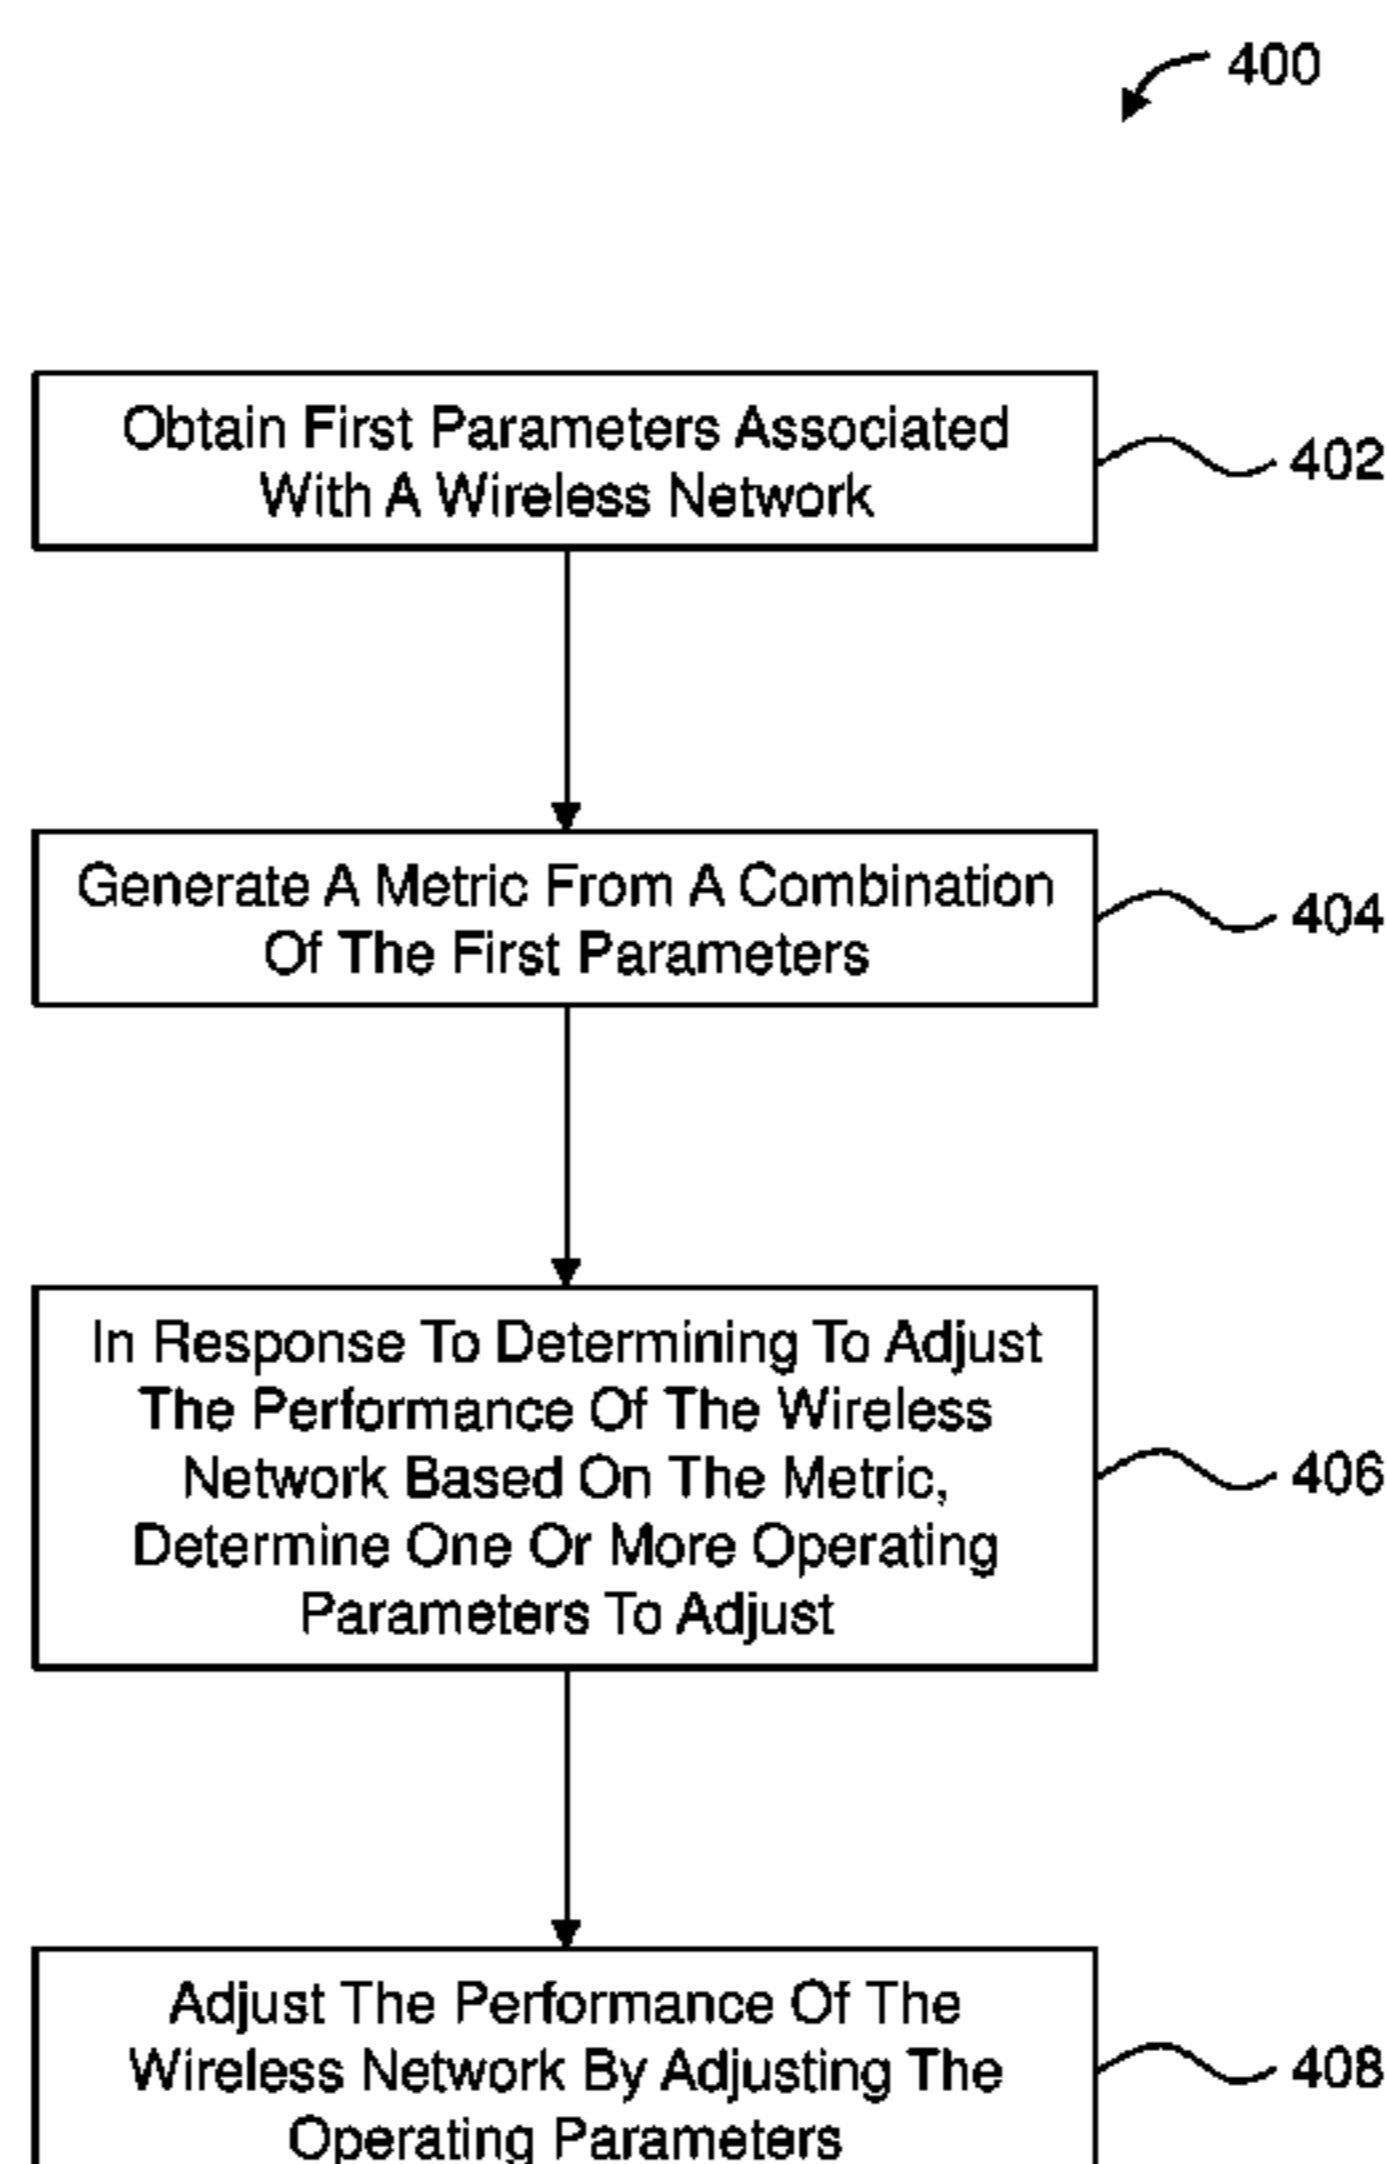 400
Obtain First Parameters Associated
With A Wireless Network
402
Generate A Metric From A Combination
Of The First Parameters
404
In Response To Determining To Adjust
The Performance Of The Wireless
Network Based On The Metric,
Determine One Or More Operating
Parameters To Adjust
406
Adjust The Performance Of The
Wireless Network By Adjusting The
Operating Parameters
408